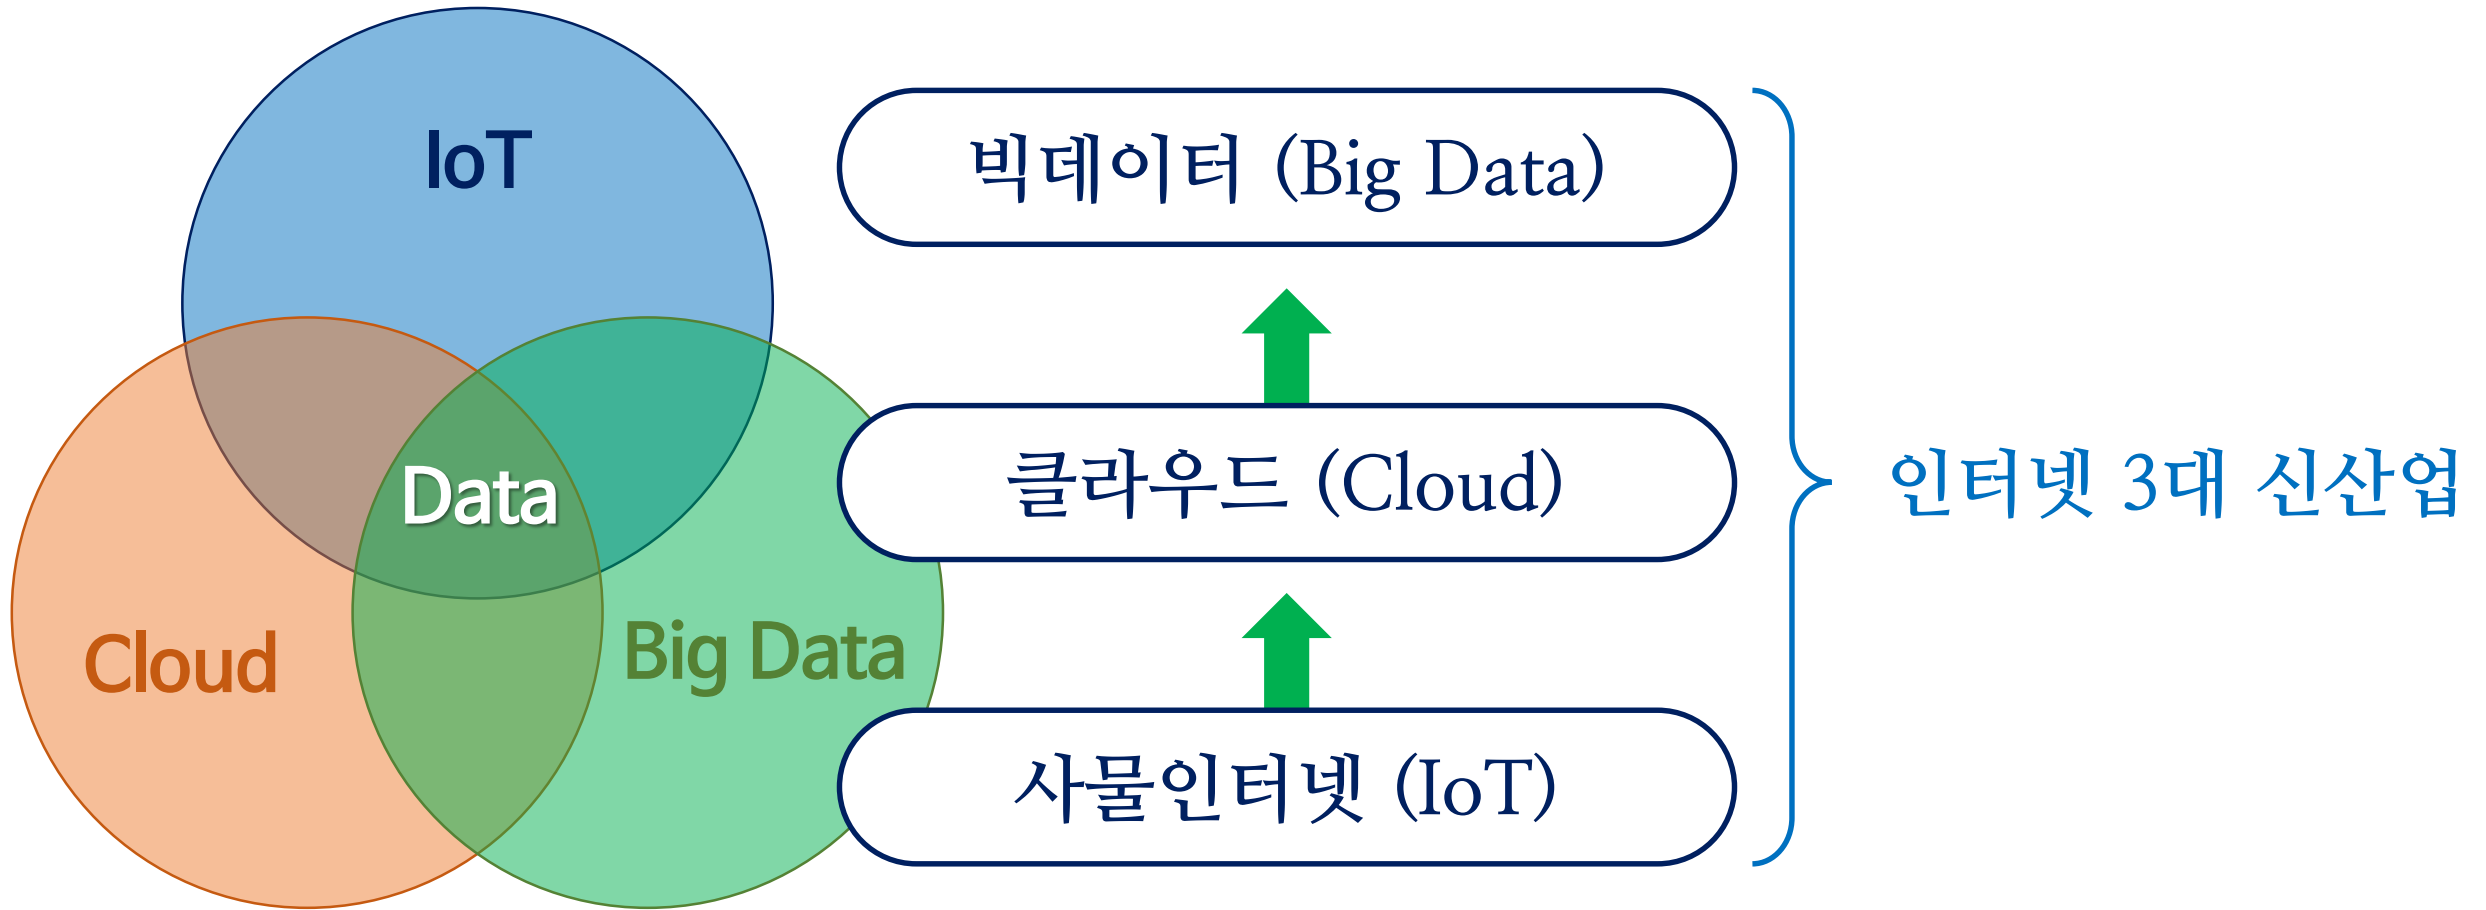 IoT
Data
Cloud
Big Data
빅데이터 (Big Data)
클라우드 (Cloud)
사물인터넷 (IoT)
인터넷 3대 신산업